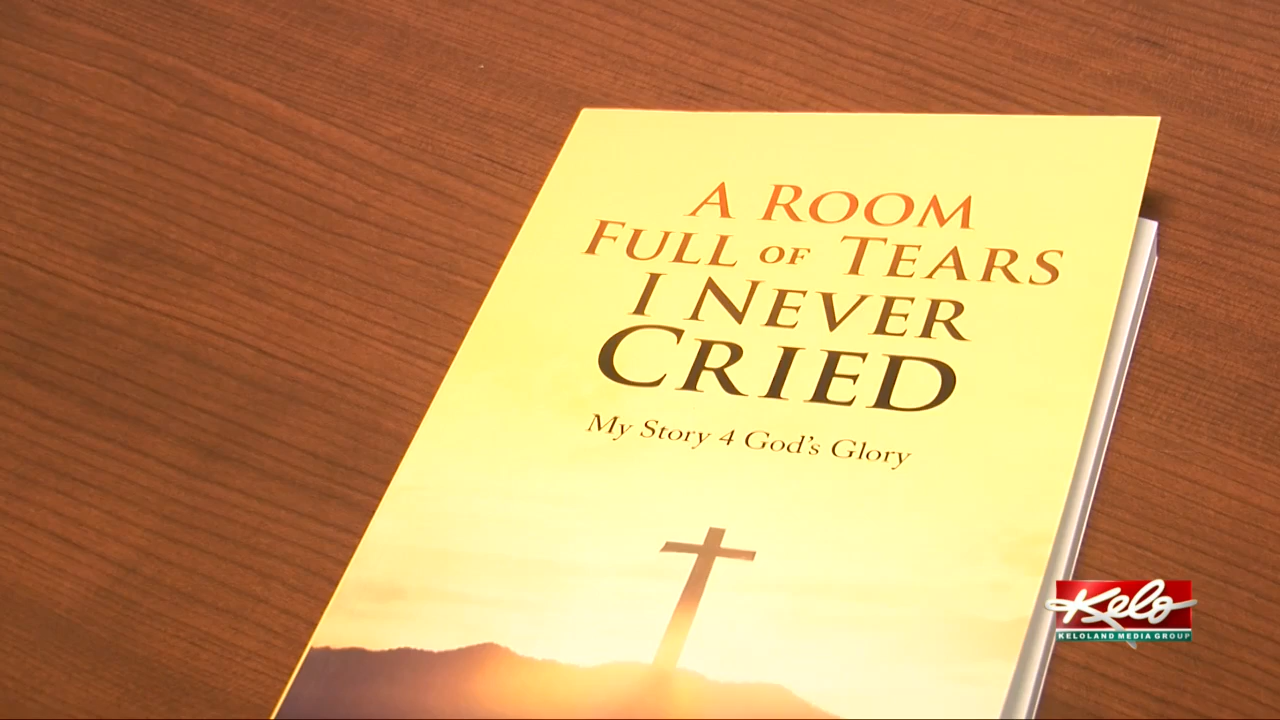 A ROOM
FULL OF TEARS
I NEVER
CRIED
My Story 4 God's Glory
Kelo
KELOLAND MEDIA GROUP